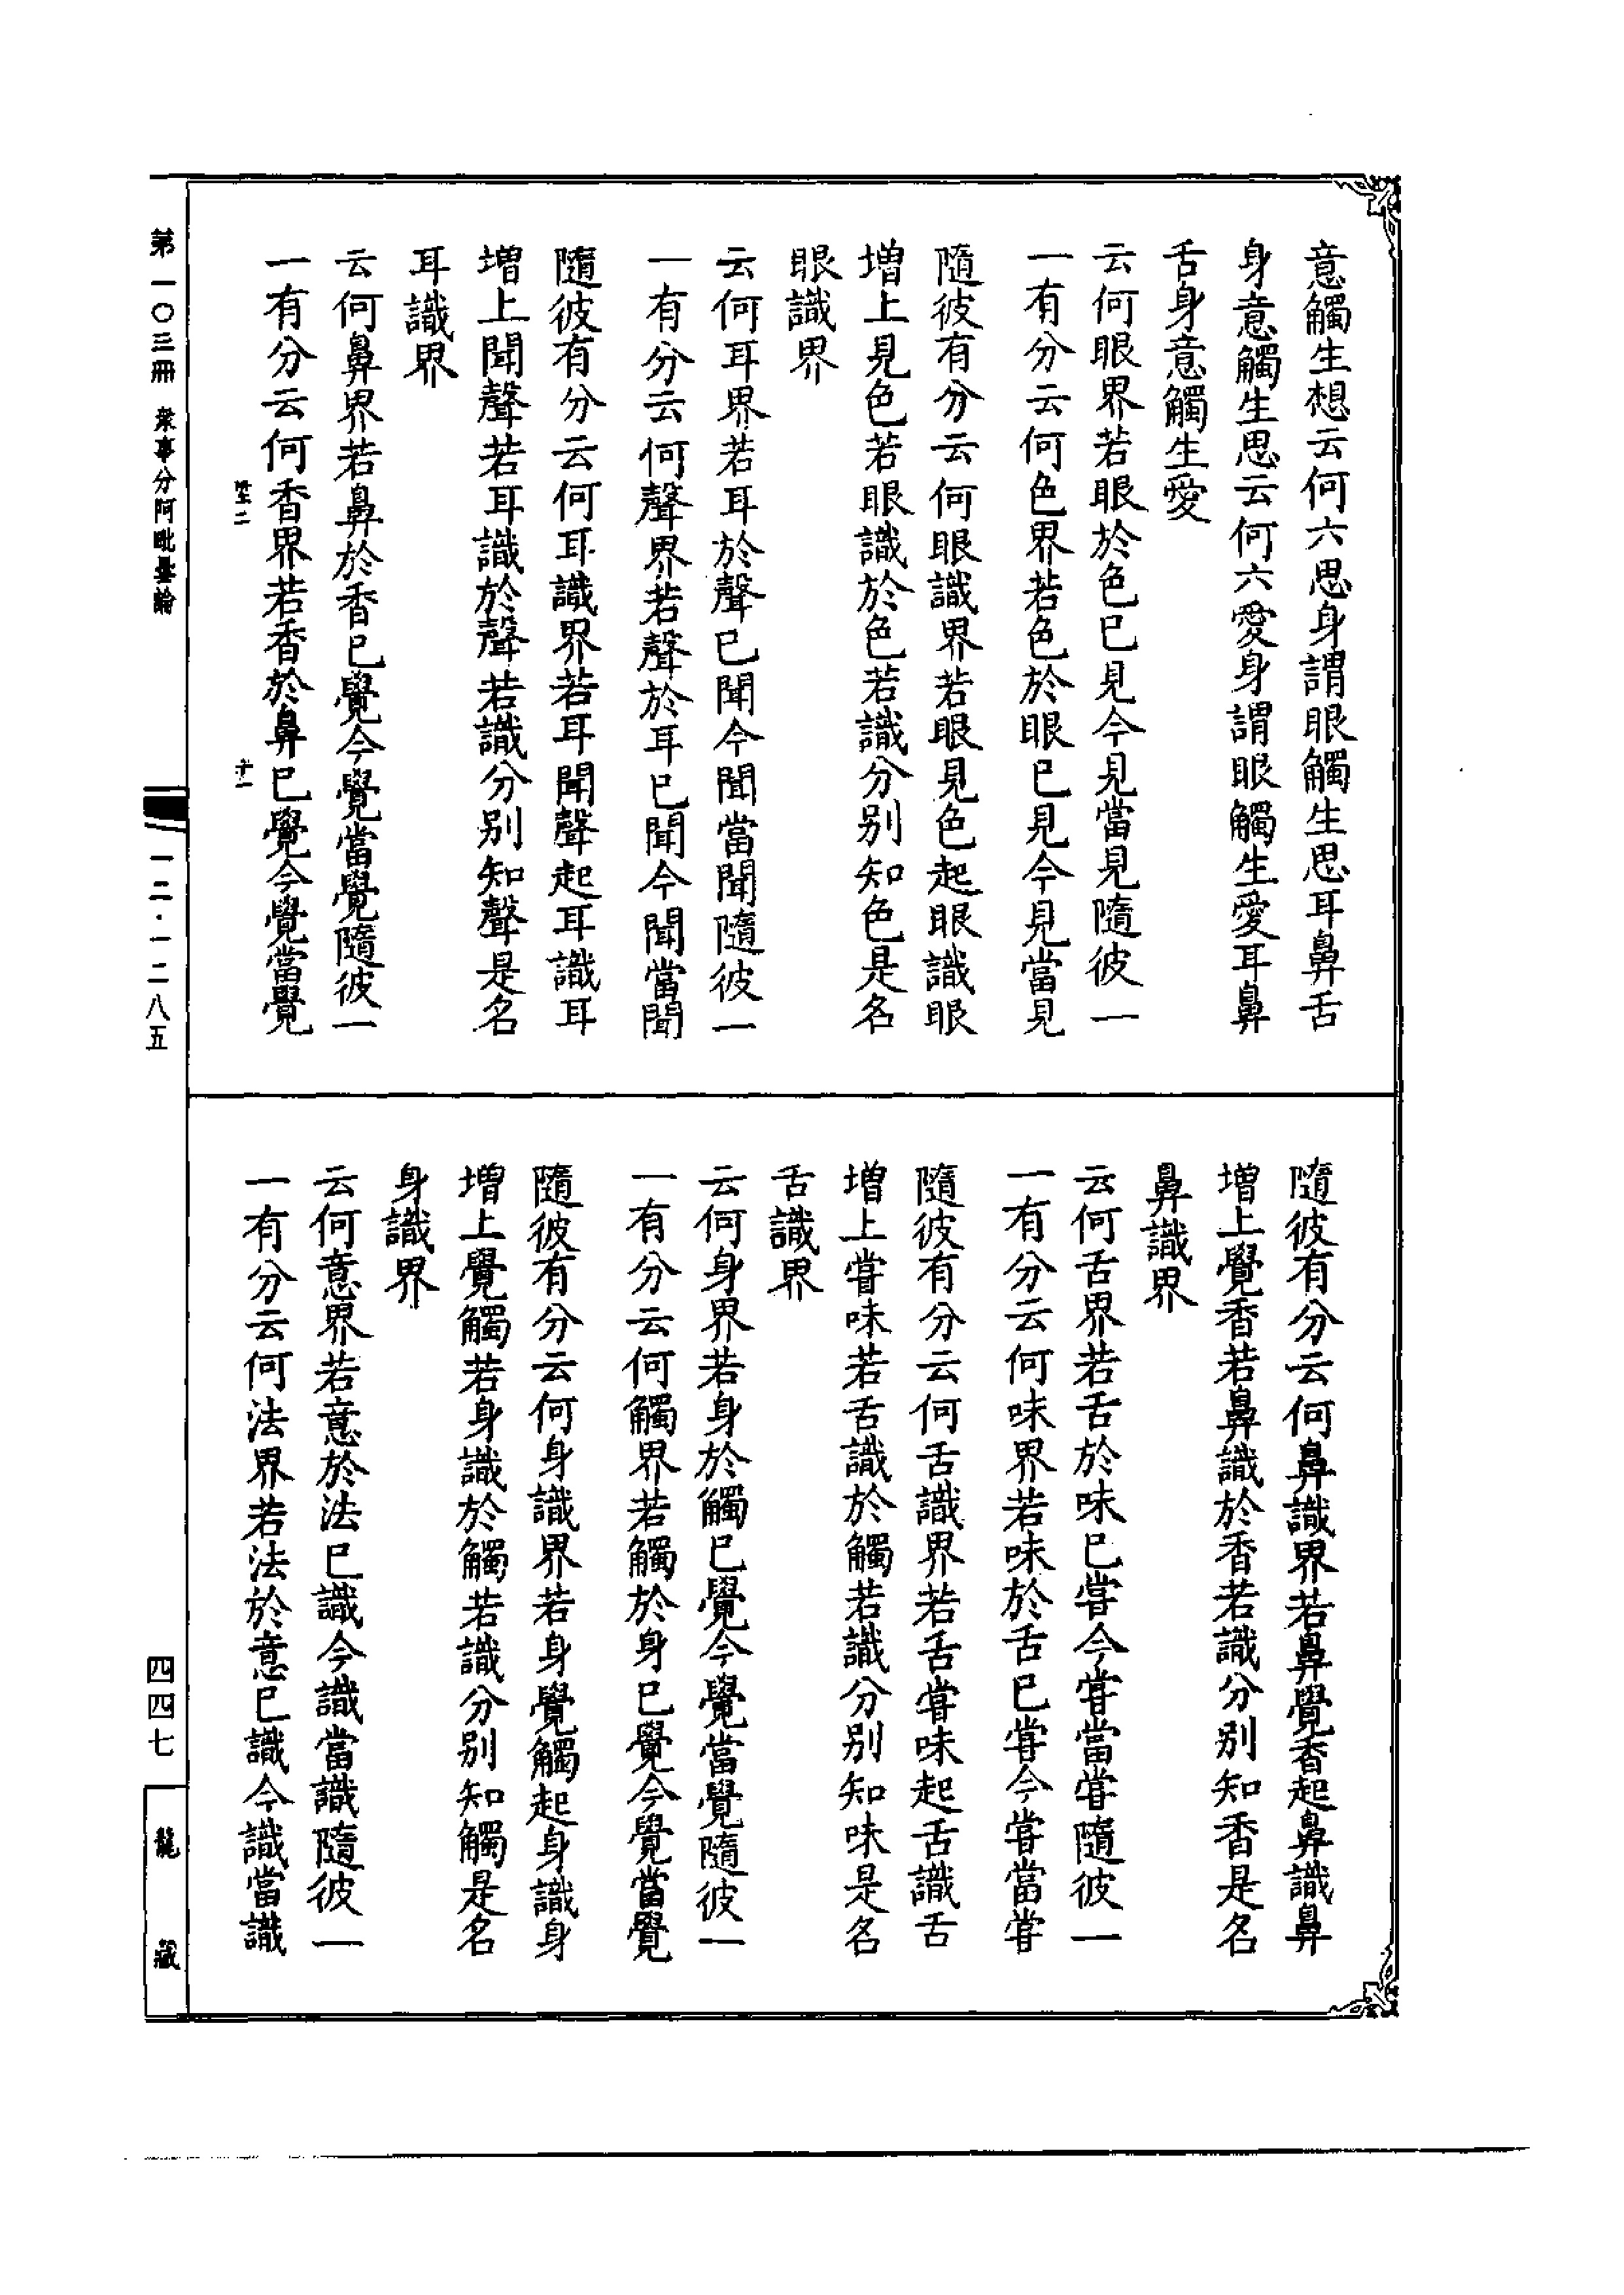 意觸生想云何六思身謂眼觸生思耳鼻舌
身意觸生思云何六愛身謂眼觸生愛耳鼻
舌身意觸生愛
云何眼界若眼於色已見今見當見隨彼一
一有分云何色界若色於眼已見今見當見
隨彼有分云何眼識界若眼見色起眼識眼
增上見色若眼識於色若識分别知色是名
眼識界
云何耳界若耳於聲已聞今聞當聞隨彼一
一有分云何聲界若聲於耳已聞今聞當聞
隨彼有分云何耳識界若耳聞聲起耳識耳
增上聞聲若耳識於聲若識分别知聲是名
耳識界
云何鼻界若鼻於香已覺今覺當覺隨彼一
一有分云何香界若香於鼻已覺今覺當覺
隨彼有分云何鼻識界若鼻覺香起鼻識鼻
增上覺香若鼻識於香若識分别知香是名
鼻識界
云何舌界若舌於味已嘗今嘗當嘗隨彼一
一有分云何味界若味於舌已嘗今嘗當嘗
隨彼有分云何舌識界若舌嘗味起舌識舌
增上嘗味若舌識於觸若識分别知味是名
舌識界
云何身界若身於觸已覺今覺當覺隨彼一
一有分云何觸界若觸於身已覺今覺當覺
隨彼有分云何身識界若身覺觸起身識身
增上覺觸若身識於觸若識分别知觸是名
身識界
云何意界若意於法已識今識當識隨彼一
一有分云何法界若法於意已識今識當識
第一〇三冊 衆事分阿毗曇論
一二·一二八五
四四七
龍藏